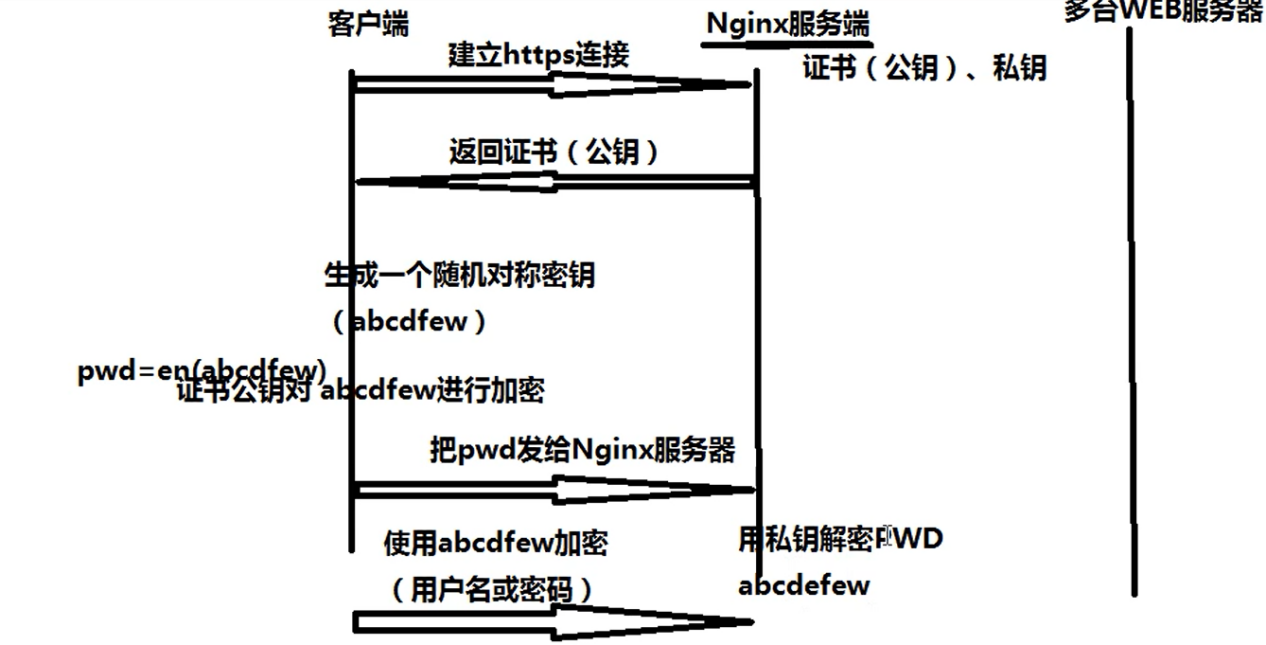 客户端
Nginx服务端
多台WEB服务器
建立https连接
证书（公钥）、私钥
返回证书（公钥）
生成一个随机对称密钥
（abcdfew）
pwd=en(abcdfew)
证书公钥对 abcdfew进行加密
把pwd发给Nginx服务器
使用abcdfew加密
（用户名或密码）
用私钥解密PWD
abcdefew